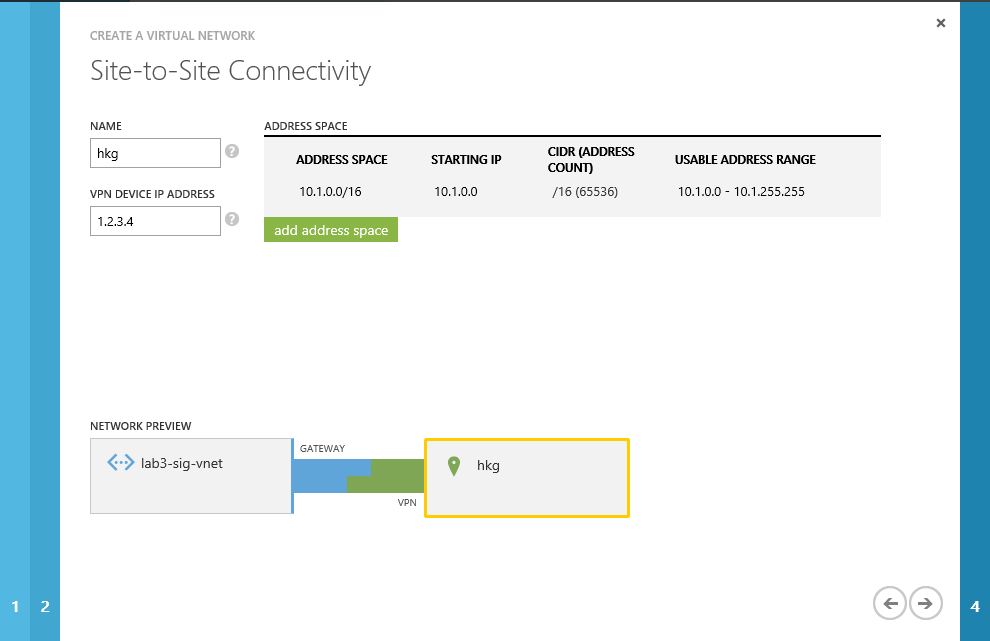 CREATE A VIRTUAL NETWORK
Site-to-Site Connectivity
NAME
hkg
VPN DEVICE IP ADDRESS
1.2.3.4
ADDRESS SPACE
ADDRESS SPACE STARTING IP CIDR (ADDRESS COUNT) USABLE ADDRESS RANGE
10.1.0.0/16 10.1.0.0 /16 (65536) 10.1.0.0 - 10.1.255.255
add address space
NETWORK PREVIEW
lab3-sig-vnet
GATEWAY
VPN
hkg
1 2
4